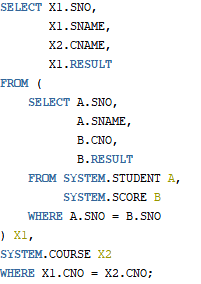 SELECT X1.SNO,
X1.SNAME,
X2.CNAME,
X1.RESULT
FROM (
SELECT A.SNO,
A.SNAME,
B.CNO,
B.RESULT
FROM SYSTEM.STUDENT A,
SYSTEM.SCORE B
WHERE A.SNO = B.SNO
) X1,
SYSTEM.COURSE X2
WHERE X1.CNO = X2.CNO;